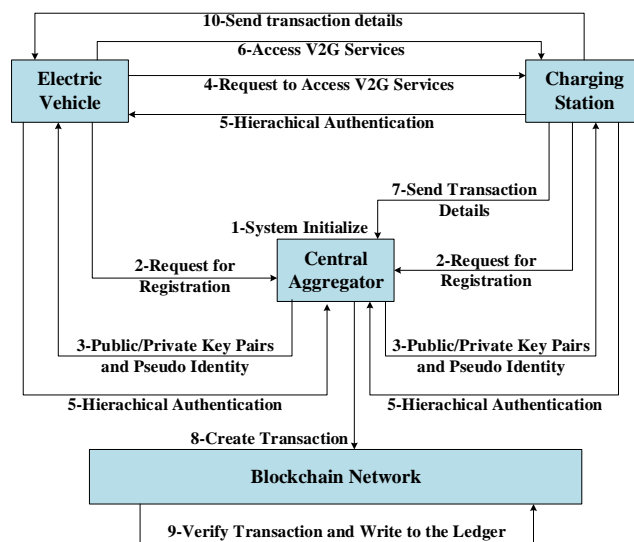 10-Send transaction details
6-Access V2G Services
Electric
Vehicle
4-Request to Access V2G Services
Charging
Station
5-Hierachical Authentication
7-Send Transaction
Details
1-System Initialize
Central
Aggregator
2-Request for
Registration
2-Request for
Registration
3-Public/Private Key Pairs
and Pseudo Identity
3-Public/Private Key Pairs
and Pseudo Identity
5-Hierachical Authentication
5-Hierachical Authentication
8-Create Transaction
Blockchain Network
9-Verify Transaction and Write to the Ledger